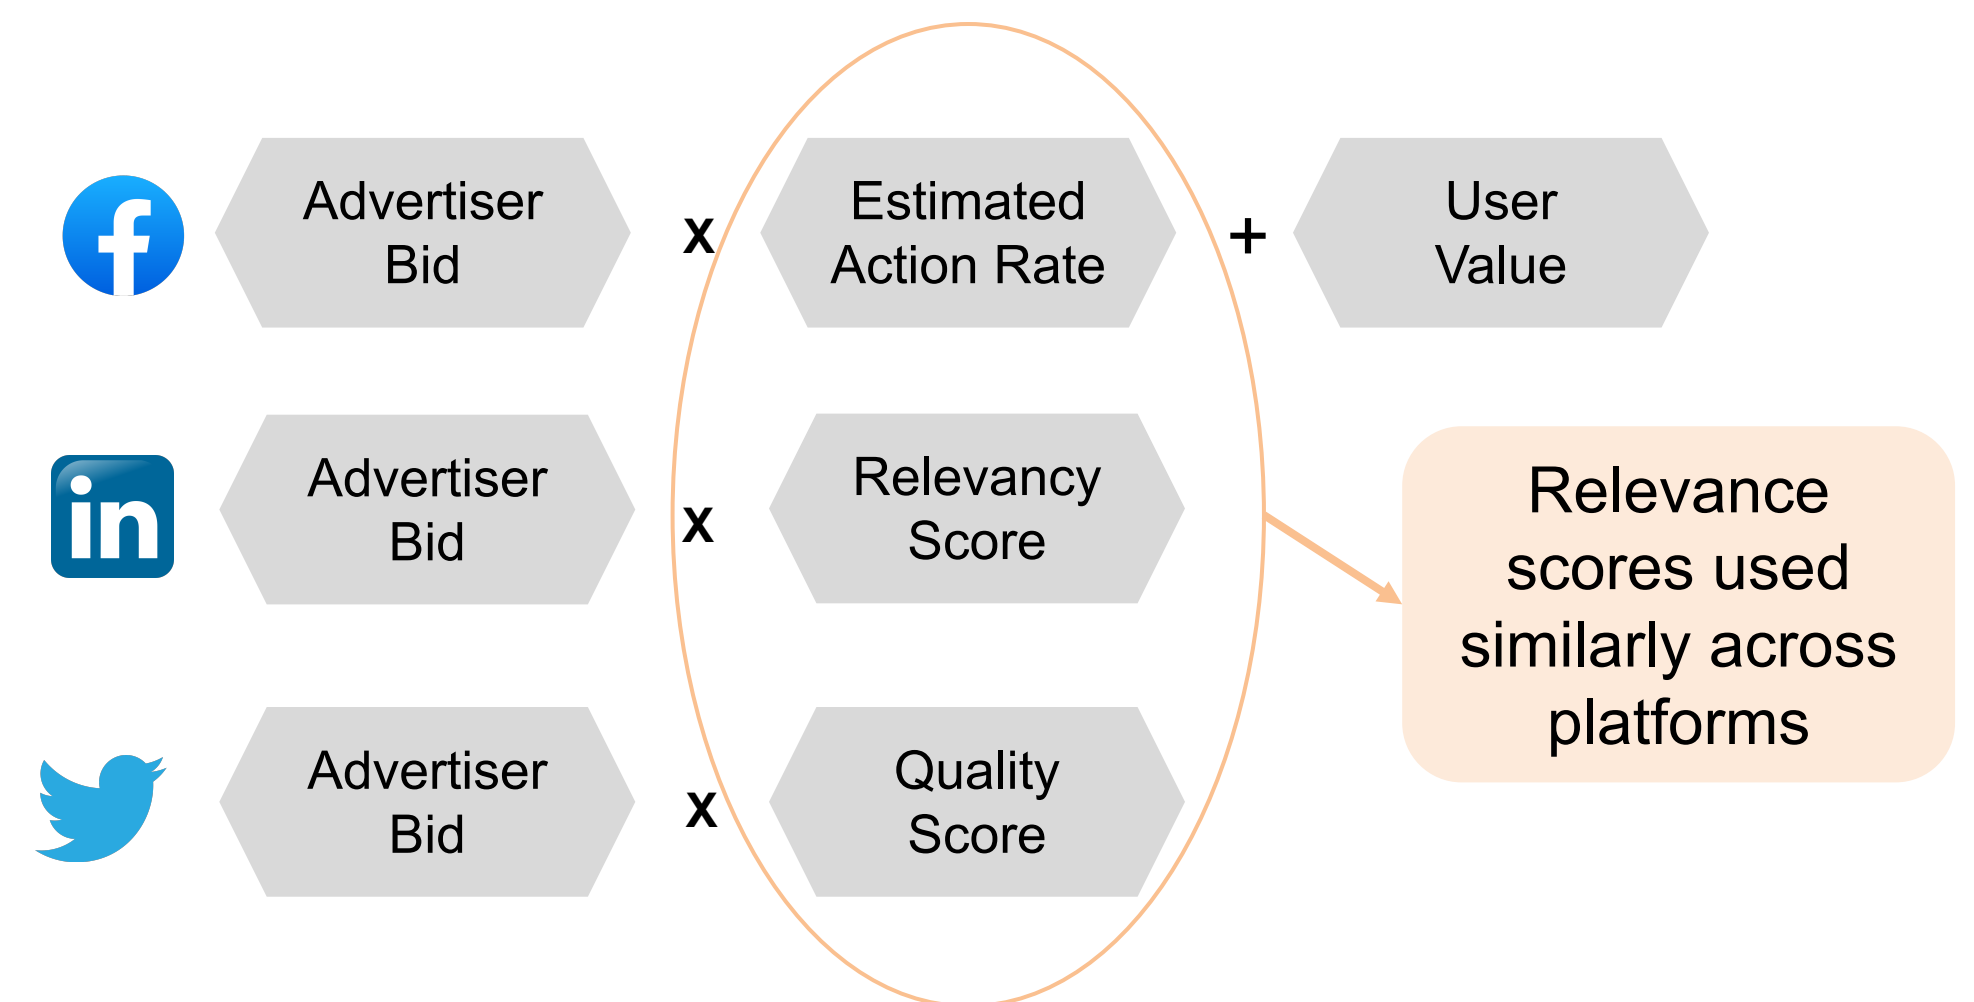 Advertiser
Bid
x
Estimated
Action Rate
+
User
Value
in
Advertiser
Bid
x
Relevancy
Score
Relevance
scores used
similarly across
platforms
Advertiser
Bid
x
Quality
Score